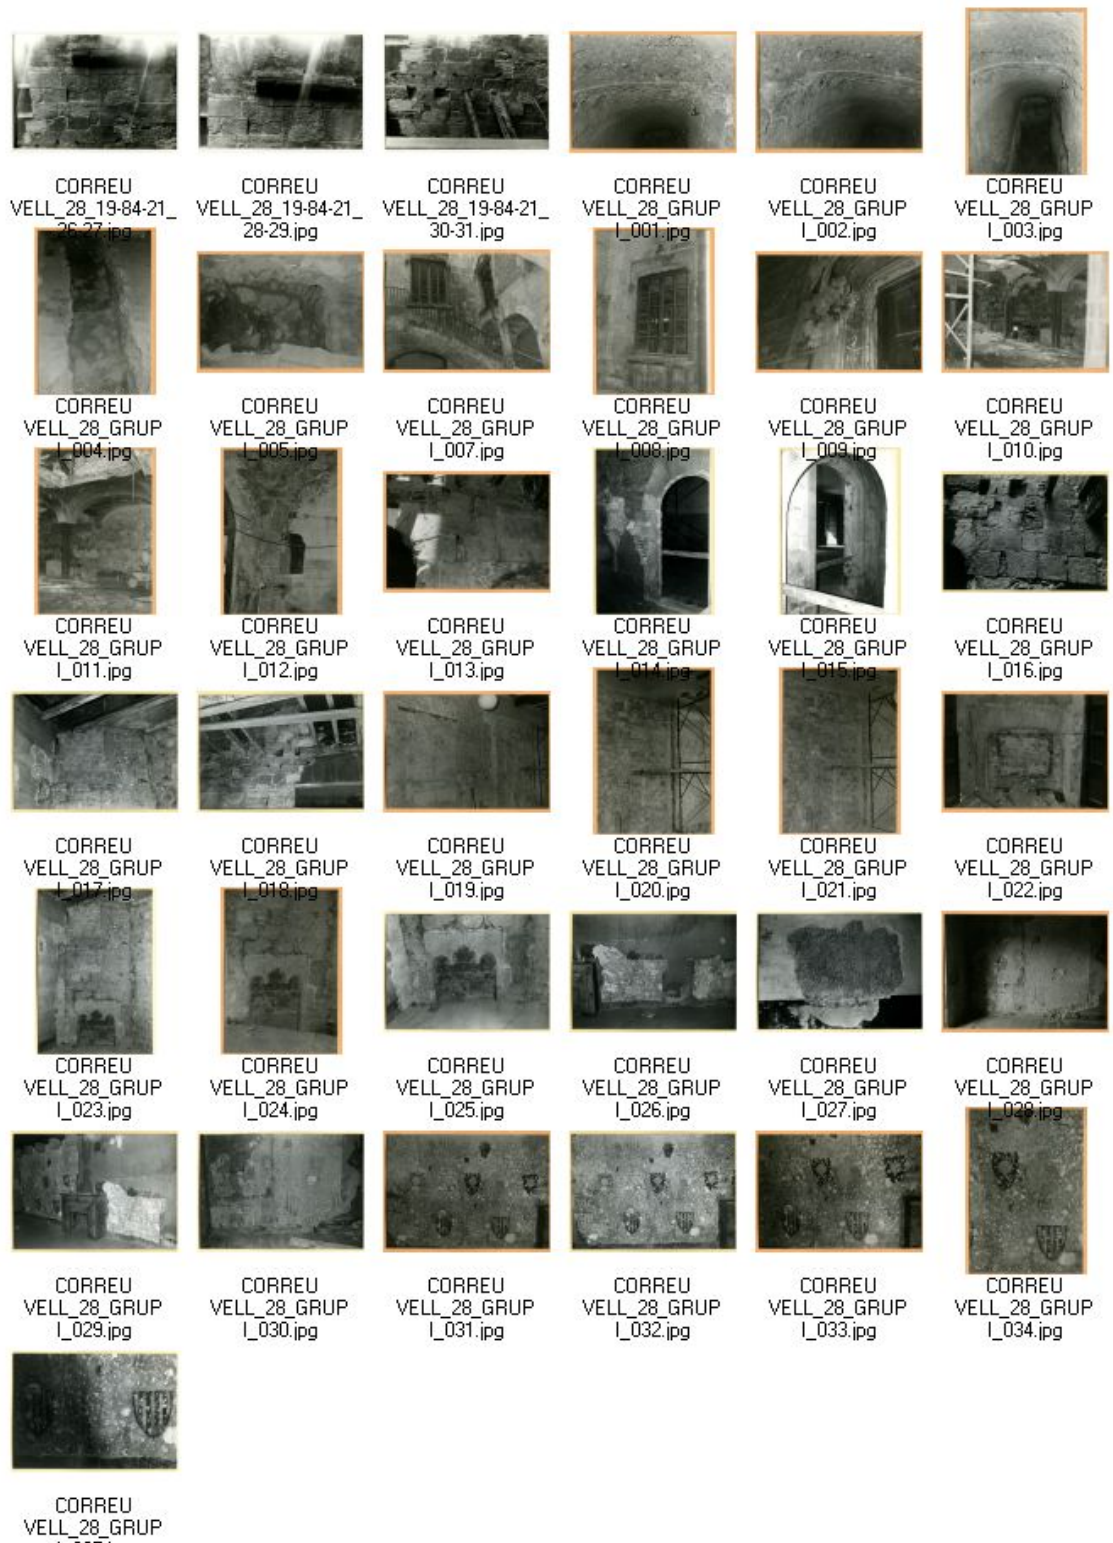 CORREU
VELL_28_19-84-21_
26-27.jpg
CORREU
VELL_28_19-84-21_
28-29.jpg
CORREU
VELL_28_19-84-21_
30-31.jpg
CORREU
VELL_28_GRUP
I_001.jpg
CORREU
VELL_28_GRUP
I_002.jpg
CORREU
VELL_28_GRUP
I_003.jpg
CORREU
VELL_28_GRUP
I_004.jpg
CORREU
VELL_28_GRUP
I_005.jpg
CORREU
VELL_28_GRUP
I_007.jpg
CORREU
VELL_28_GRUP
I_008.jpg
CORREU
VELL_28_GRUP
I_009.jpg
CORREU
VELL_28_GRUP
I_010.jpg
CORREU
VELL_28_GRUP
I_011.jpg
CORREU
VELL_28_GRUP
I_012.jpg
CORREU
VELL_28_GRUP
I_013.jpg
CORREU
VELL_28_GRUP
I_014.jpg
CORREU
VELL_28_GRUP
I_015.jpg
CORREU
VELL_28_GRUP
I_016.jpg
CORREU
VELL_28_GRUP
I_017.jpg
CORREU
VELL_28_GRUP
I_018.jpg
CORREU
VELL_28_GRUP
I_019.jpg
CORREU
VELL_28_GRUP
I_020.jpg
CORREU
VELL_28_GRUP
I_021.jpg
CORREU
VELL_28_GRUP
I_022.jpg
CORREU
VELL_28_GRUP
I_023.jpg
CORREU
VELL_28_GRUP
I_024.jpg
CORREU
VELL_28_GRUP
I_025.jpg
CORREU
VELL_28_GRUP
I_026.jpg
CORREU
VELL_28_GRUP
I_027.jpg
CORREU
VELL_28_GRUP
I_028.jpg
CORREU
VELL_28_GRUP
I_029.jpg
CORREU
VELL_28_GRUP
I_030.jpg
CORREU
VELL_28_GRUP
I_031.jpg
CORREU
VELL_28_GRUP
I_032.jpg
CORREU
VELL_28_GRUP
I_033.jpg
CORREU
VELL_28_GRUP
I_034.jpg
CORREU
VELL_28_GRUP